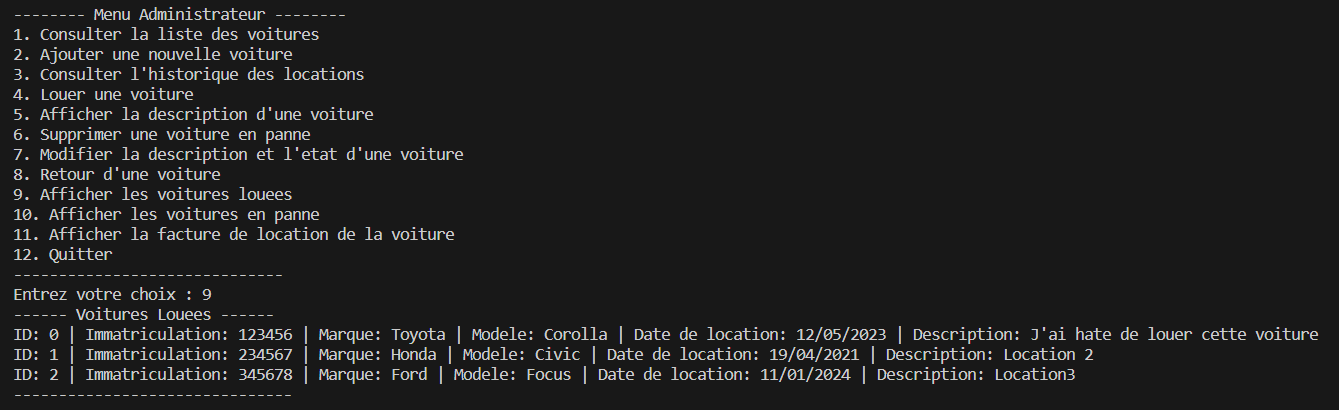 -------- Menu Administrateur --------
1. Consulter la liste des voitures
2. Ajouter une nouvelle voiture
3. Consulter l'historique des locations
4. Louer une voiture
5. Afficher la description d'une voiture
6. Supprimer une voiture en panne
7. Modifier la description et l'etat d'une voiture
8. Retour d'une voiture
9. Afficher les voitures louees
10. Afficher les voitures en panne
11. Afficher la facture de location de la voiture
12. Quitter
------------------------------
Entrez votre choix : 9
------ Voitures Louees ------
ID: 0 | Immatriculation: 123456 | Marque: Toyota | Modele: Corolla | Date de location: 12/05/2023 | Description: J'ai hate de louer cette voiture
ID: 1 | Immatriculation: 234567 | Marque: Honda | Modele: Civic | Date de location: 19/04/2021 | Description: Location 2
ID: 2 | Immatriculation: 345678 | Marque: Ford | Modele: Focus | Date de location: 11/01/2024 | Description: Location3
-------------------------------